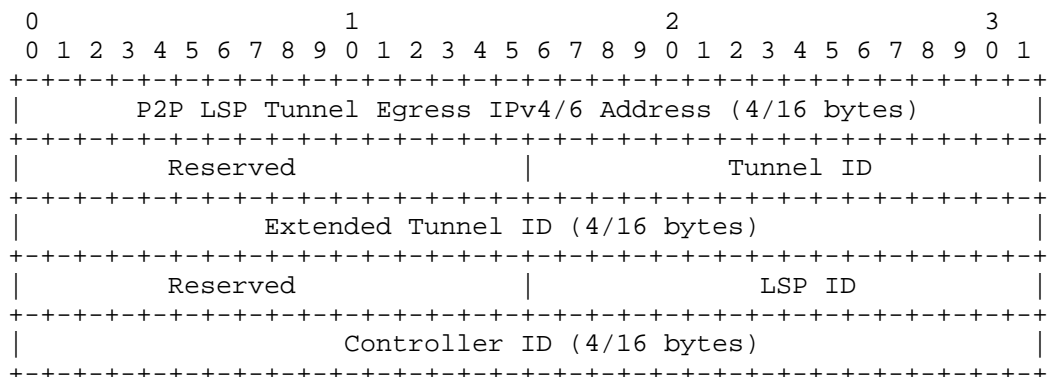 0                   1                   2                   3
 0 1 2 3 4 5 6 7 8 9 0 1 2 3 4 5 6 7 8 9 0 1 2 3 4 5 6 7 8 9 0 1
+-+-+-+-+-+-+-+-+-+-+-+-+-+-+-+-+-+-+-+-+-+-+-+-+-+-+-+-+-+-+-+-+
|       P2P LSP Tunnel Egress IPv4/6 Address (4/16 bytes)       |
+-+-+-+-+-+-+-+-+-+-+-+-+-+-+-+-+-+-+-+-+-+-+-+-+-+-+-+-+-+-+-+-+
|         Reserved              |            Tunnel ID          |
+-+-+-+-+-+-+-+-+-+-+-+-+-+-+-+-+-+-+-+-+-+-+-+-+-+-+-+-+-+-+-+-+
|               Extended Tunnel ID (4/16 bytes)                 |
+-+-+-+-+-+-+-+-+-+-+-+-+-+-+-+-+-+-+-+-+-+-+-+-+-+-+-+-+-+-+-+-+
|         Reserved              |              LSP ID           |
+-+-+-+-+-+-+-+-+-+-+-+-+-+-+-+-+-+-+-+-+-+-+-+-+-+-+-+-+-+-+-+-+
|                    Controller ID (4/16 bytes)                 |
+-+-+-+-+-+-+-+-+-+-+-+-+-+-+-+-+-+-+-+-+-+-+-+-+-+-+-+-+-+-+-+-+